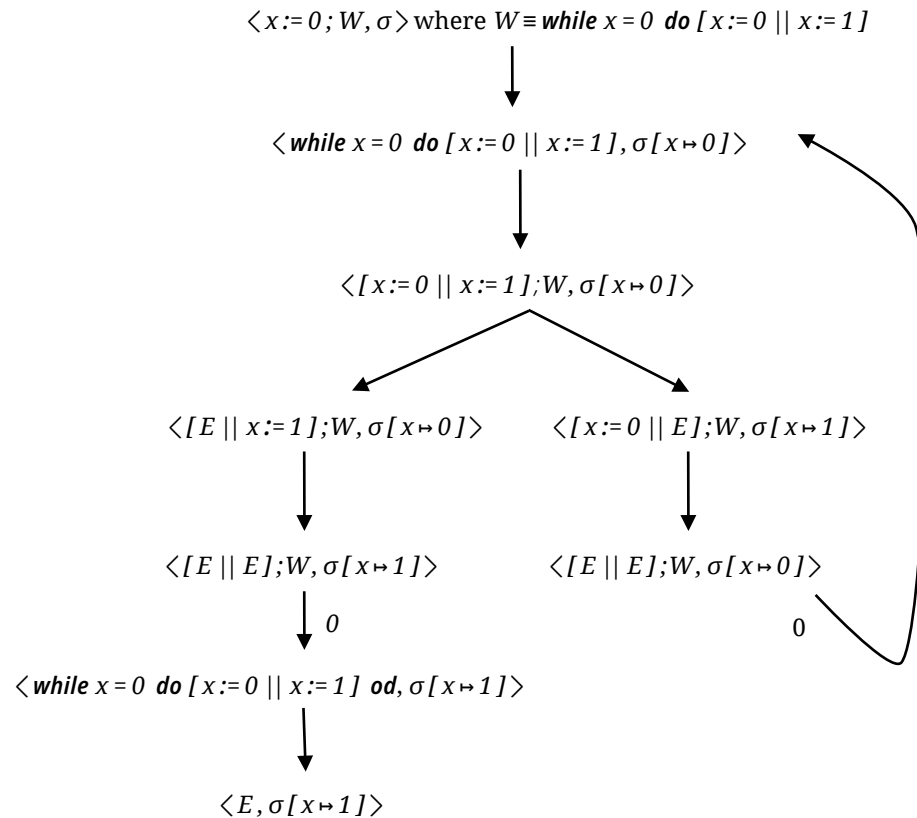 ⟨x:=0; W, σ⟩ where W ≡ while x=0 do [x:=0 || x:=1]
⟨while x=0 do [x:=0 || x:=1], σ[x↦0]⟩
⟨[x:=0 || x:=1];W, σ[x↦0]⟩
⟨[E || x:=1];W, σ[x↦0]⟩ ⟨[x:=0 || E];W, σ[x↦1]⟩
⟨[E || E];W, σ[x↦1]⟩ ⟨[E || E];W, σ[x↦0]⟩
0 0
⟨while x=0 do [x:=0 || x:=1] od, σ[x↦1]⟩
⟨E, σ[x↦1]⟩